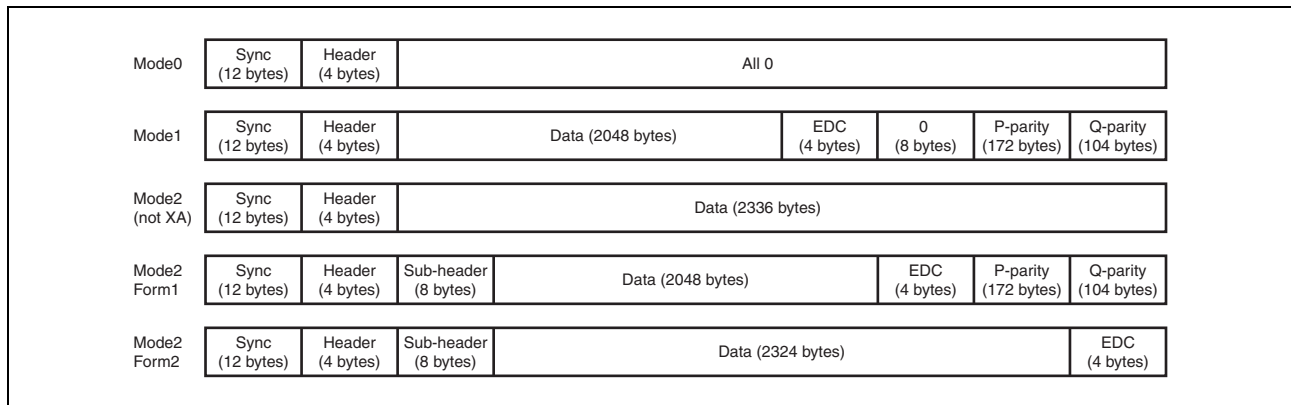 Mode0
Sync
(12 bytes)
Header
(4 bytes)
All 0
Mode1
Sync
(12 bytes)
Header
(4 bytes)
Data (2048 bytes)
EDC
(4 bytes)
0
(8 bytes)
P-parity
(172 bytes)
Q-parity
(104 bytes)
Mode2
(not XA)
Sync
(12 bytes)
Header
(4 bytes)
Data (2336 bytes)
Mode2
Form1
Sync
(12 bytes)
Header
(4 bytes)
Sub-header
(8 bytes)
Data (2048 bytes)
EDC
(4 bytes)
P-parity
(172 bytes)
Q-parity
(104 bytes)
Mode2
Form2
Sync
(12 bytes)
Header
(4 bytes)
Sub-header
(8 bytes)
Data (2324 bytes)
EDC
(4 bytes)